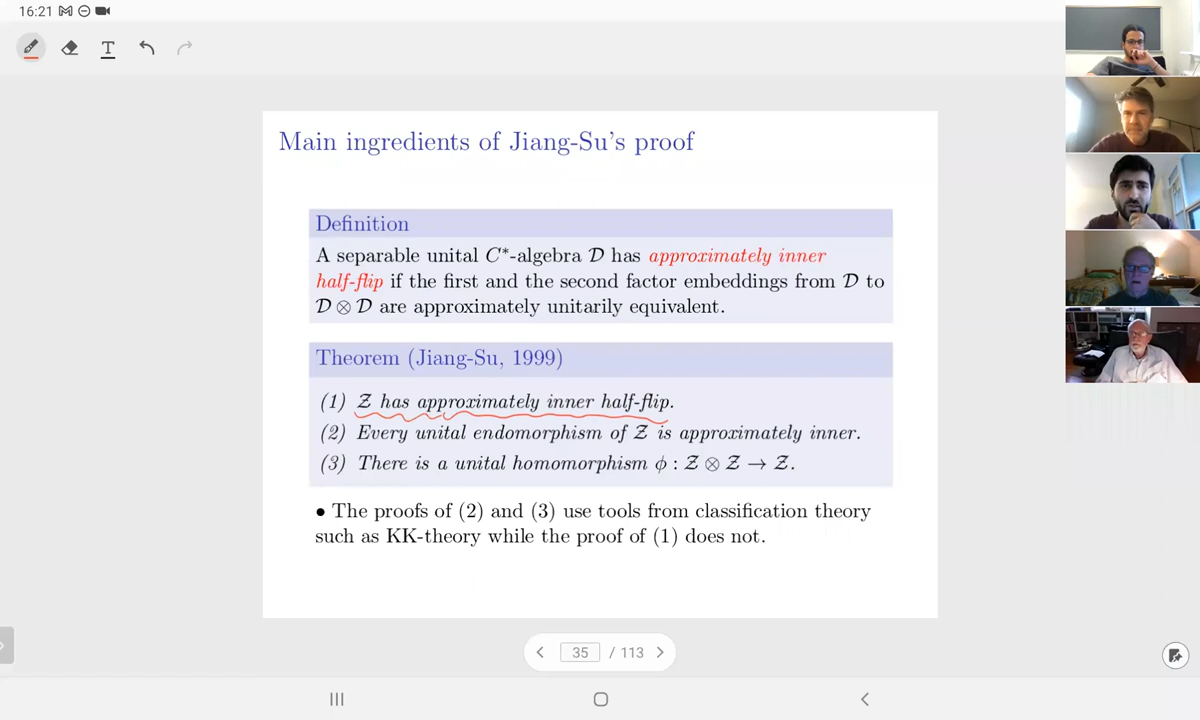 16:21
T
Main ingredients of Jiang-Su's proof
Definition
A separable unital C*-algebra 𝒟 has approximately inner
half-flip if the first and the second factor embeddings from 𝒟 to
𝒟 ⊗ 𝒟 are approximately unitarily equivalent.
Theorem (Jiang-Su, 1999)
(1) 𝒵 has approximately inner half-flip.
(2) Every unital endomorphism of 𝒵 is approximately inner.
(3) There is a unital homomorphism ϕ : 𝒵 ⊗ 𝒵 → 𝒵.
• The proofs of (2) and (3) use tools from classification theory
such as KK-theory while the proof of (1) does not.
35 / 113